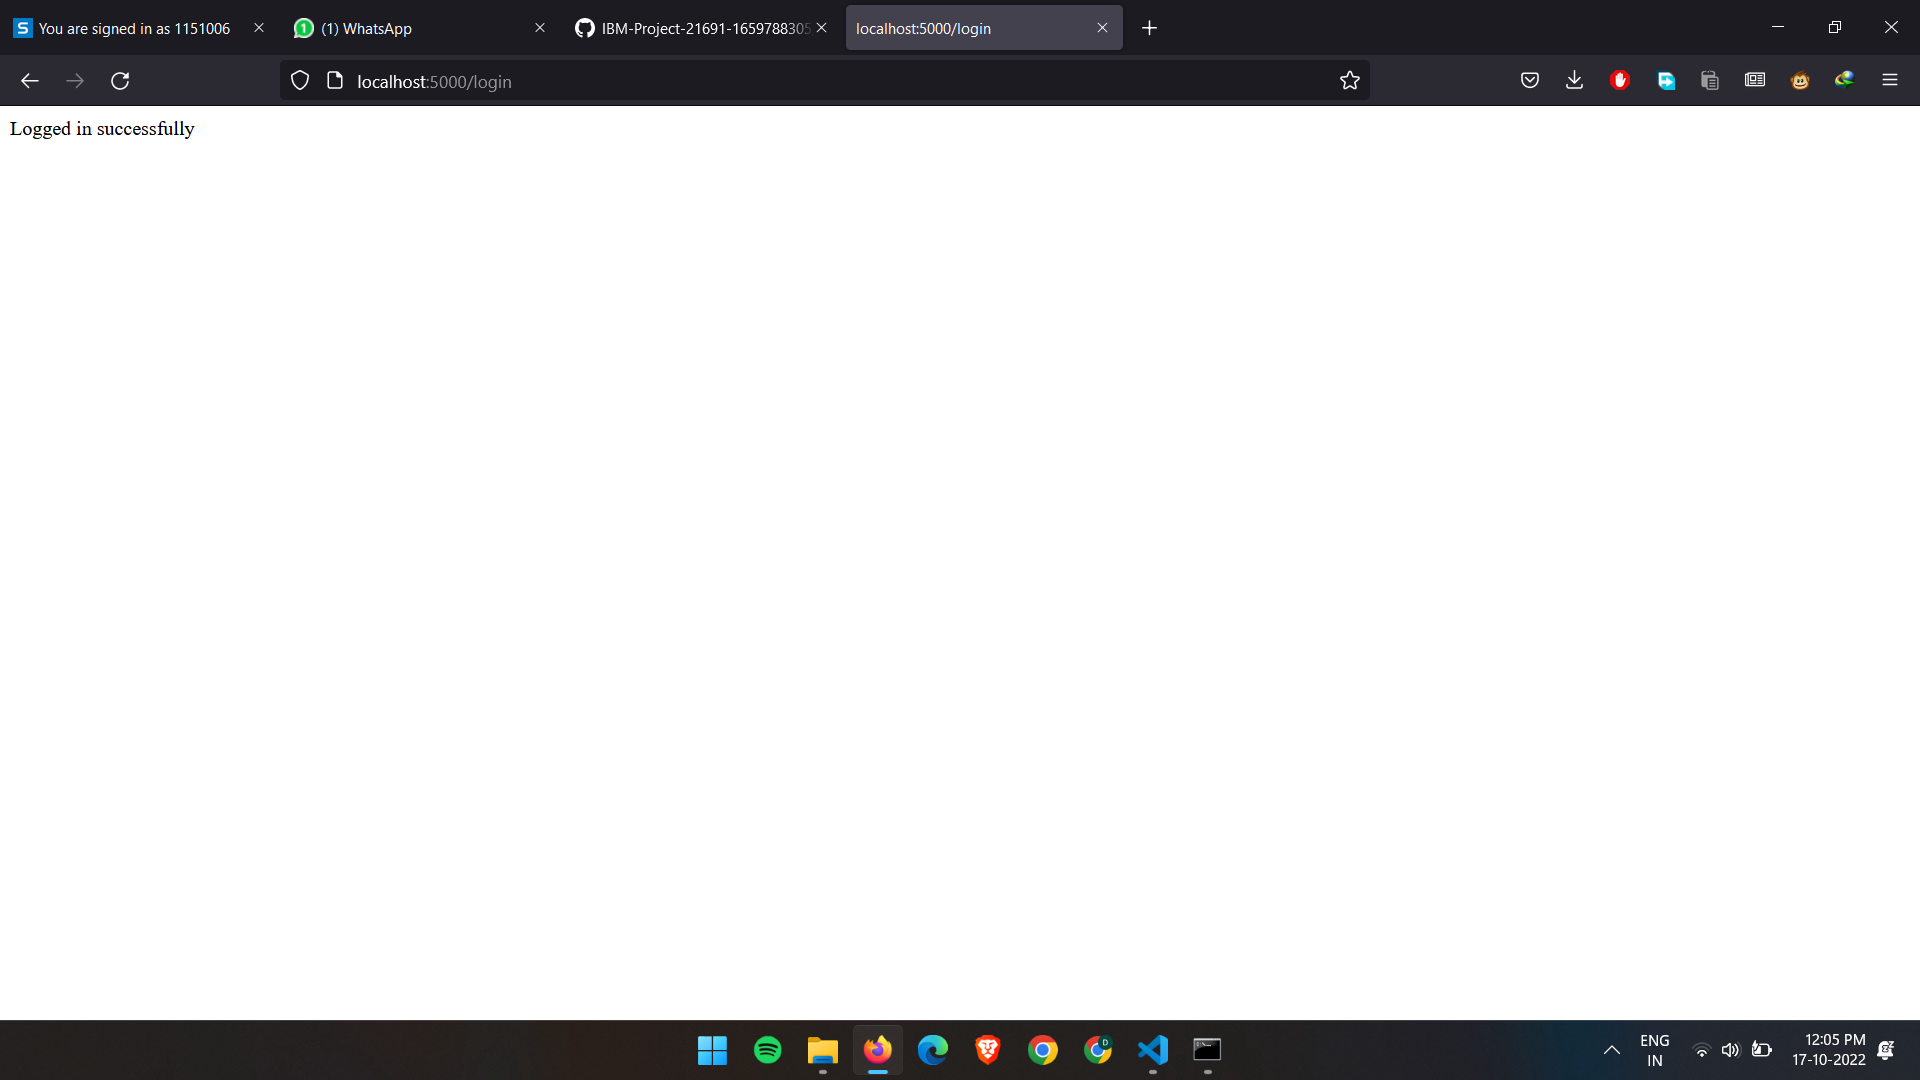 You are signed in as 1151006
(1) WhatsApp
IBM-Project-21691-1659788305
localhost:5000/login
localhost:5000/login
Logged in successfully
ENG
IN
12:05 PM
17-10-2022